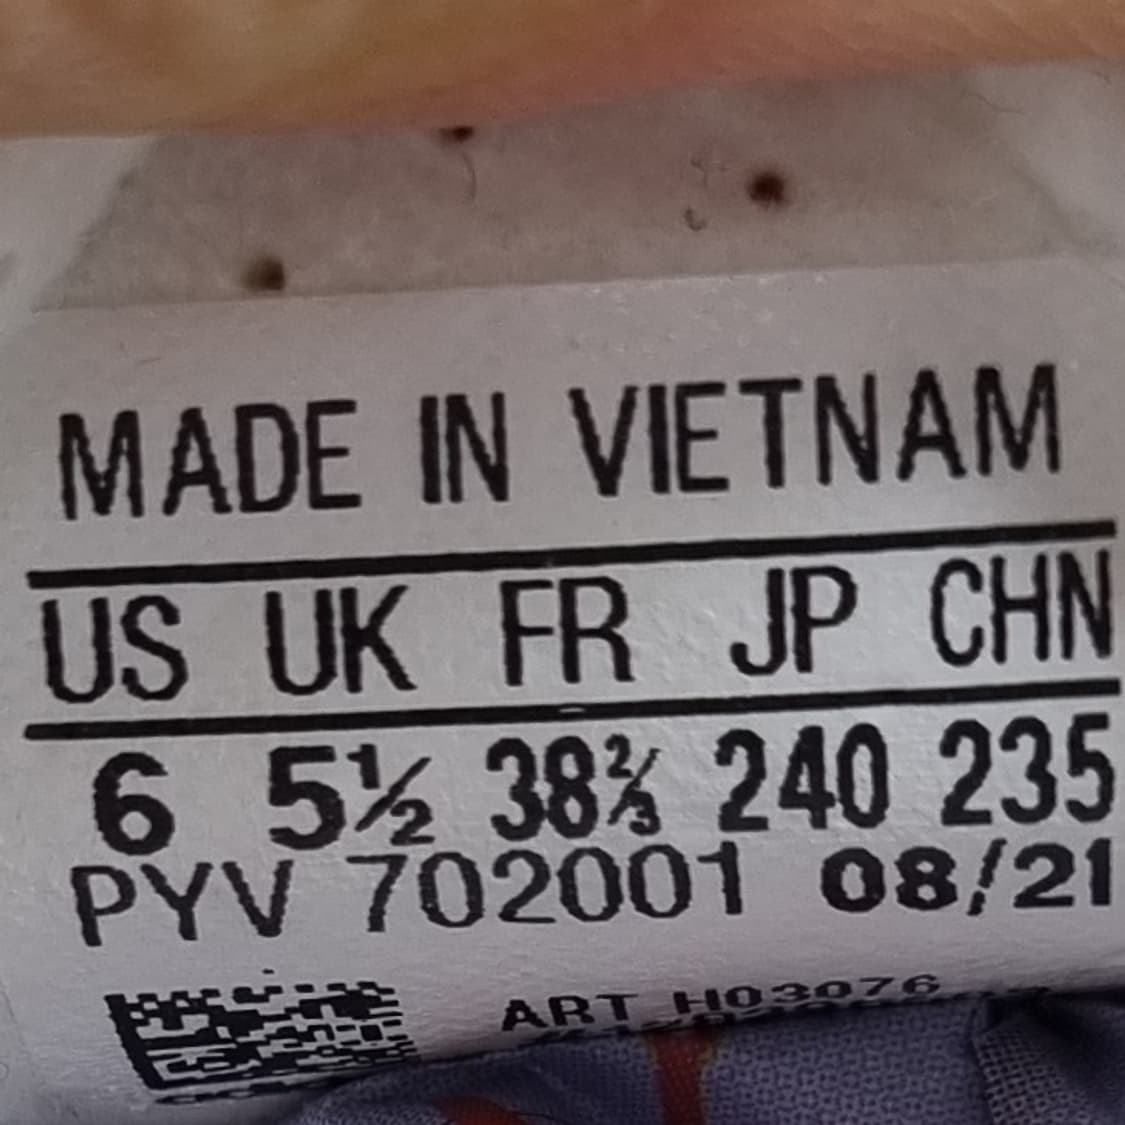 MADE IN VIETNAM
US UK FR JP CHN
6 5½ 38⅔ 240 235
PYV 702001 08/21
ART H03076